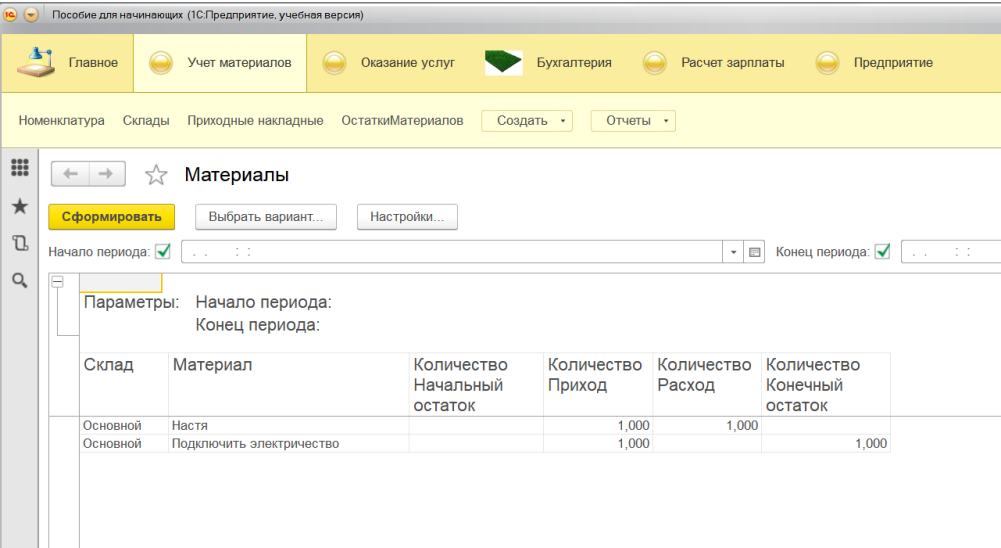 Пособие для начинающих (1С:Предприятие, учебная версия)
Главное Учет материалов Оказание услуг Бухгалтерия Расчет зарплаты Предприятие
Номенклатура Склады Приходные накладные ОстаткиМатериалов Создать Отчеты
Материалы
Сформировать Выбрать вариант... Настройки...
Начало периода: . . : : Конец периода: . . : :
Параметры: Начало периода:
Конец периода:
Склад Материал Количество Количество Количество Количество
Начальный Приход Расход Конечный
остаток остаток
Основной Настя 1,000 1,000
Основной Подключить электричество 1,000 1,000